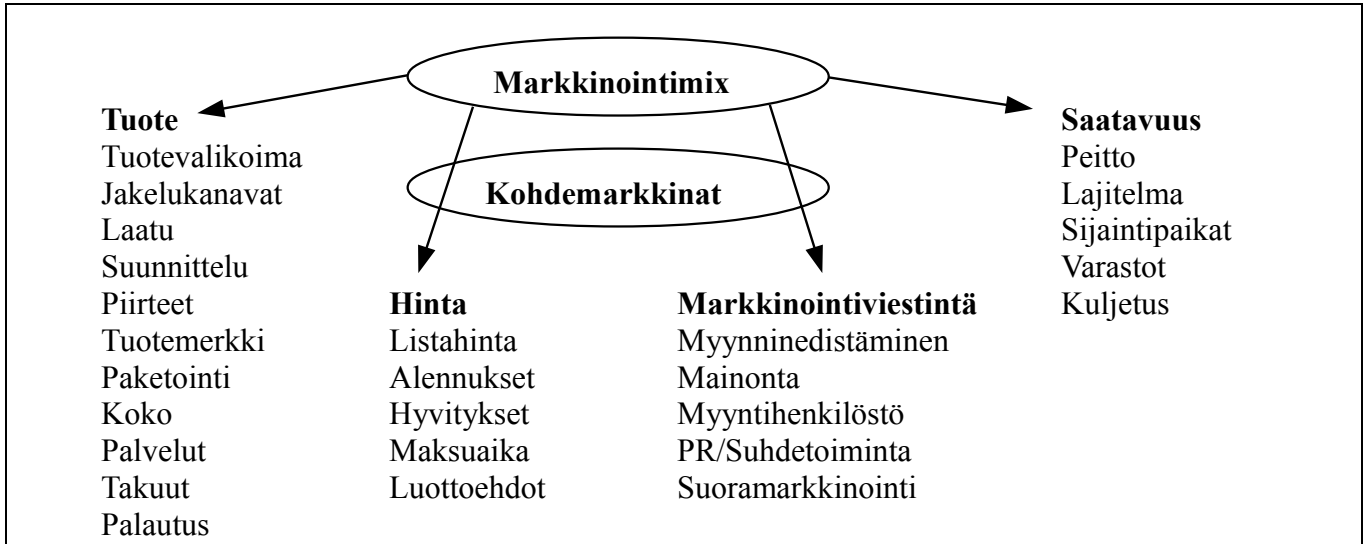 Markkinointimix
Kohdemarkkinat
Tuote
Tuotevalikoima
Jakelukanavat
Laatu
Suunnittelu
Piirteet
Tuotemerkki
Paketointi
Koko
Palvelut
Takuut
Palautus
Hinta
Listahinta
Alennukset
Hyvitykset
Maksuaika
Luottoehdot
Markkinointiviestintä
Myynninedistäminen
Mainonta
Myyntihenkilöstö
PR/Suhdetoiminta
Suoramarkkinointi
Saatavuus
Peitto
Lajitelma
Sijaintipaikat
Varastot
Kuljetus